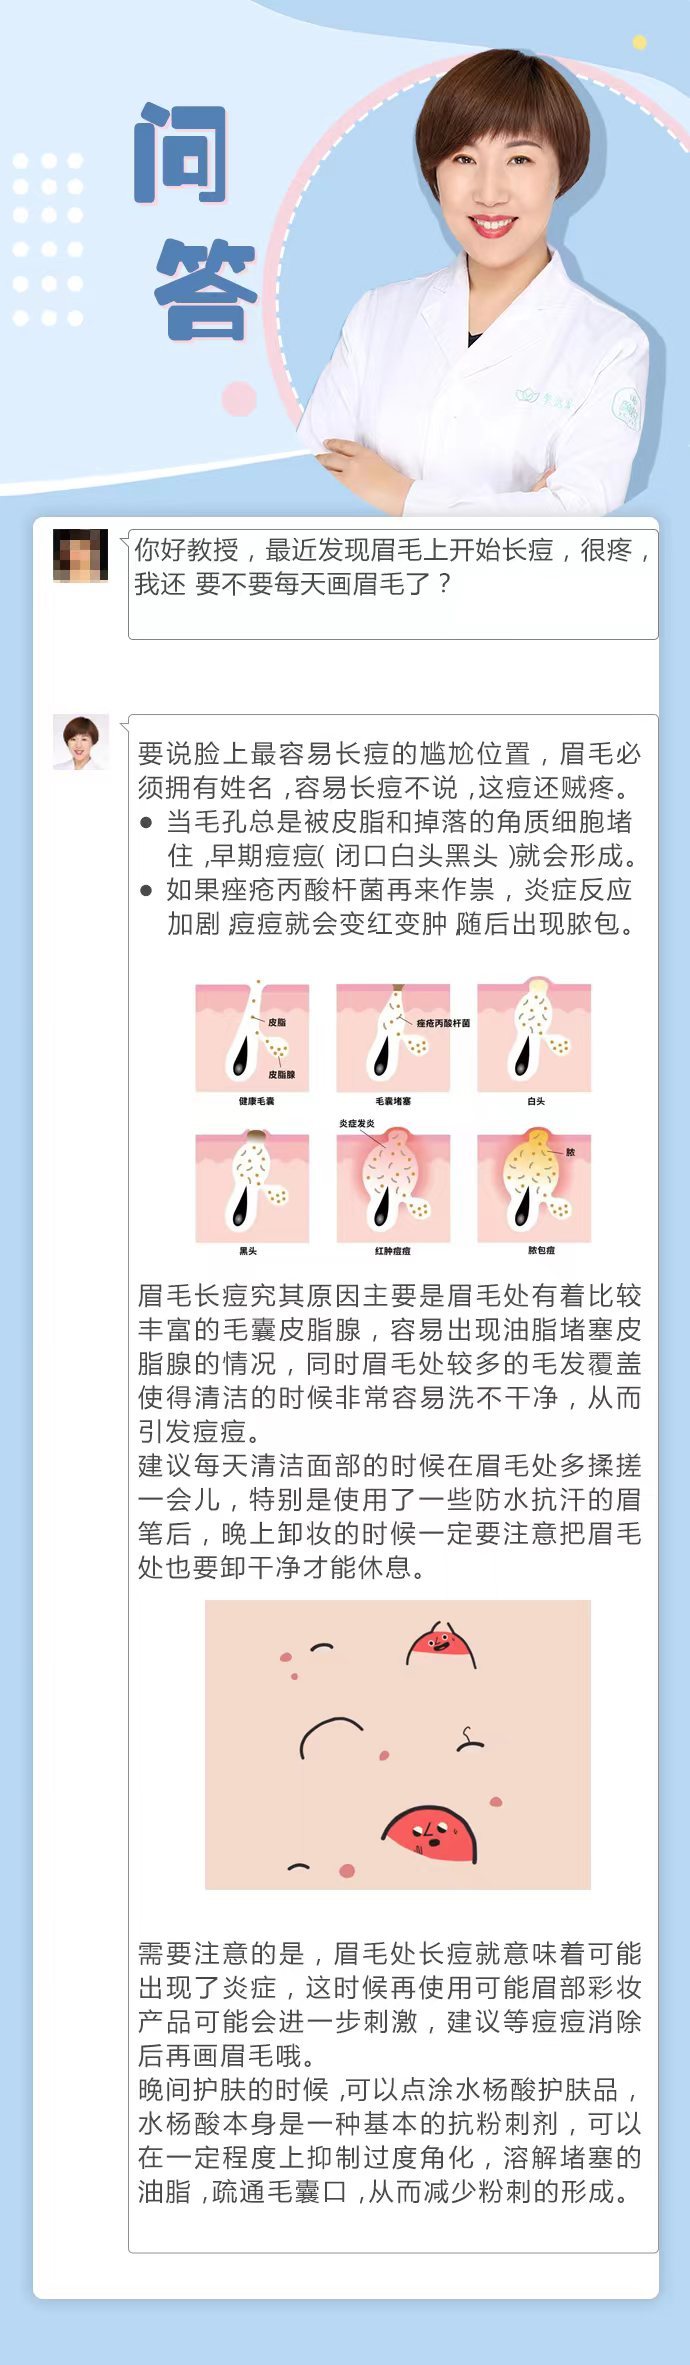 问
答
你好教授，最近发现眉毛上开始长痘，很疼，
我还 要不要每天画眉毛了？
要说脸上最容易长痘的尴尬位置，眉毛必
须拥有姓名，容易长痘不说，这痘还贼疼。
● 当毛孔总是被皮脂和掉落的角质细胞堵
住，早期痘痘( 闭口白头黑头 )就会形成。
● 如果痤疮丙酸杆菌再来作祟，炎症反应
加剧，痘痘就会变红变肿，随后出现脓包。
皮脂
皮脂腺
健康毛囊
痤疮丙酸杆菌
毛囊堵塞
白头
黑头
炎症发炎
红肿痘痘
脓
脓包痘
眉毛长痘究其原因主要是眉毛处有着比较
丰富的毛囊皮脂腺，容易出现油脂堵塞皮
脂腺的情况，同时眉毛处较多的毛发覆盖
使得清洁的时候非常容易洗不干净，从而
引发痘痘。
建议每天清洁面部的时候在眉毛处多揉搓
一会儿，特别是使用了一些防水抗汗的眉
笔后，晚上卸妆的时候一定要注意把眉毛
处也要卸干净才能休息。
需要注意的是，眉毛处长痘就意味着可能
出现了炎症，这时候再使用可能眉部彩妆
产品可能会进一步刺激，建议等痘痘消除
后再画眉毛哦。
晚间护肤的时候，可以点涂水杨酸护肤品，
水杨酸本身是一种基本的抗粉刺剂，可以
在一定程度上抑制过度角化，溶解堵塞的
油脂，疏通毛囊口，从而减少粉刺的形成。